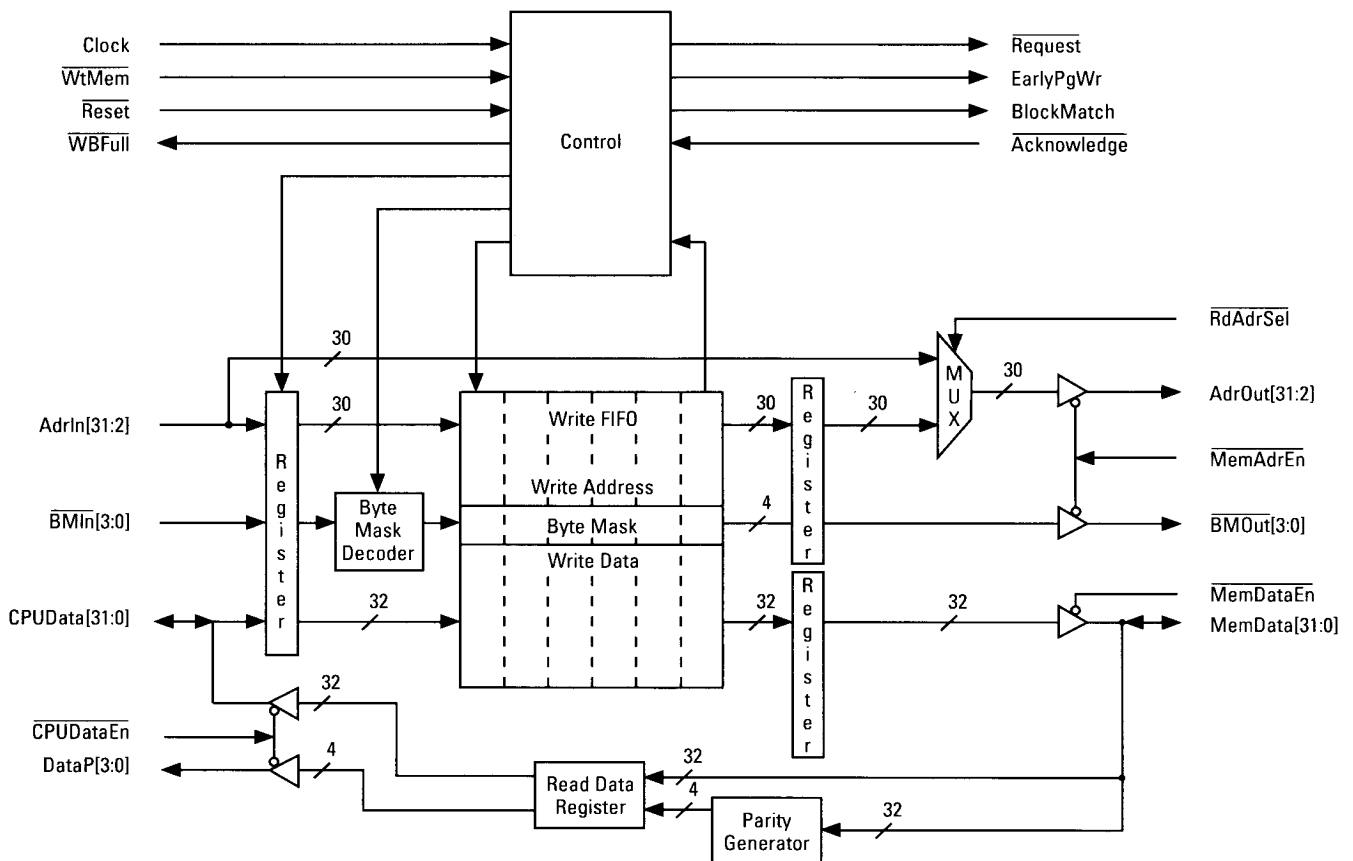 Clock
WtMem
Reset
WBFull
Control
Request
EarlyPgWr
BlockMatch
Acknowledge
RdAdrSel
30
MUX
30
AdrOut[31:2]
AdrIn[31:2]
30
Write FIFO
30
Register
30
MemAdrEn
Register
Write Address
BMIn[3:0]
Byte
Mask
Decoder
Byte Mask
4
BMOut[3:0]
Write Data
MemDataEn
CPUData[31:0]
32
32
Register
32
MemData[31:0]
32
CPUDataEn
DataP[3:0]
4
Read Data
Register
32
4
Parity
Generator
32